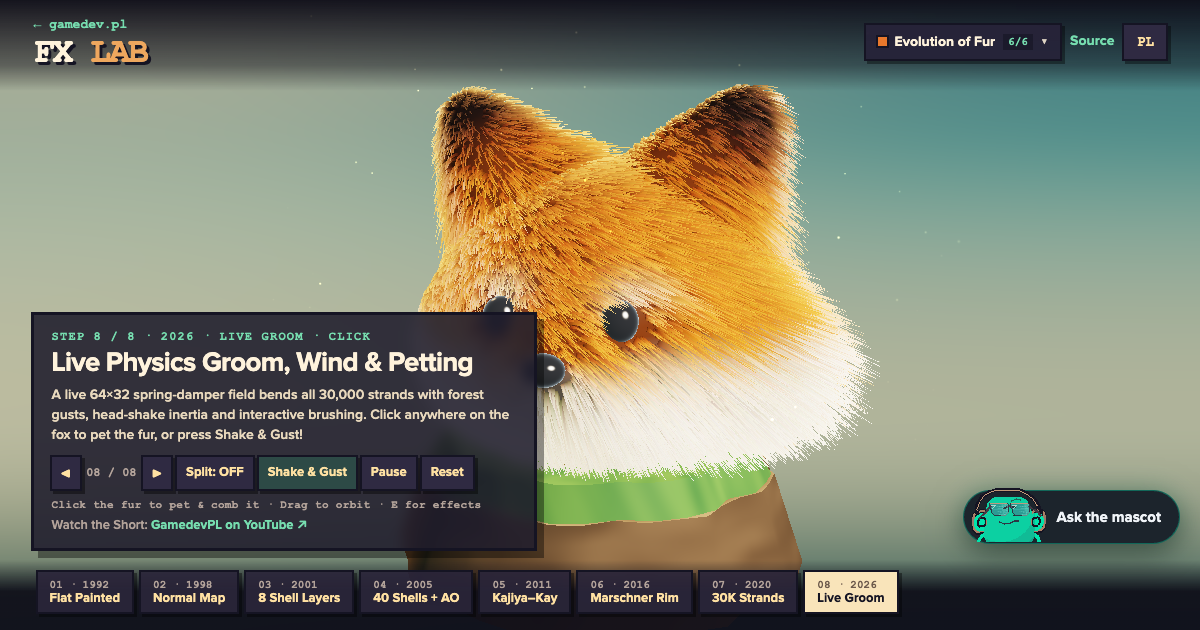 ← gamedev.pl
FX LAB
Evolution of Fur 6/6 ▼
Source
PL
STEP 8 / 8 · 2026 · LIVE GROOM · CLICK
Live Physics Groom, Wind & Petting
A live 64×32 spring-damper field bends all 30,000 strands with forest
gusts, head-shake inertia and interactive brushing. Click anywhere on the
fox to pet the fur, or press Shake & Gust!
◀ 08 / 08 ▶ Split: OFF Shake & Gust Pause Reset
Click the fur to pet & comb it · Drag to orbit · E for effects
Watch the Short: GamedevPL on YouTube ↗
Ask the mascot
01 · 1992
Flat Painted
02 · 1998
Normal Map
03 · 2001
8 Shell Layers
04 · 2005
40 Shells + AO
05 · 2011
Kajiya–Kay
06 · 2016
Marschner Rim
07 · 2020
30K Strands
08 · 2026
Live Groom